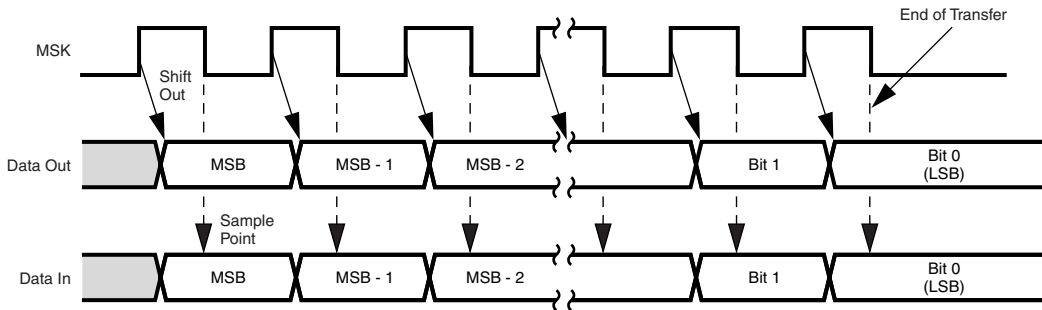 End of Transfer
MSK
Shift
Out
Data Out
MSB
MSB - 1
MSB - 2
Bit 1
Bit 0
(LSB)
Sample
Point
Data In
MSB
MSB - 1
MSB - 2
Bit 1
Bit 0
(LSB)